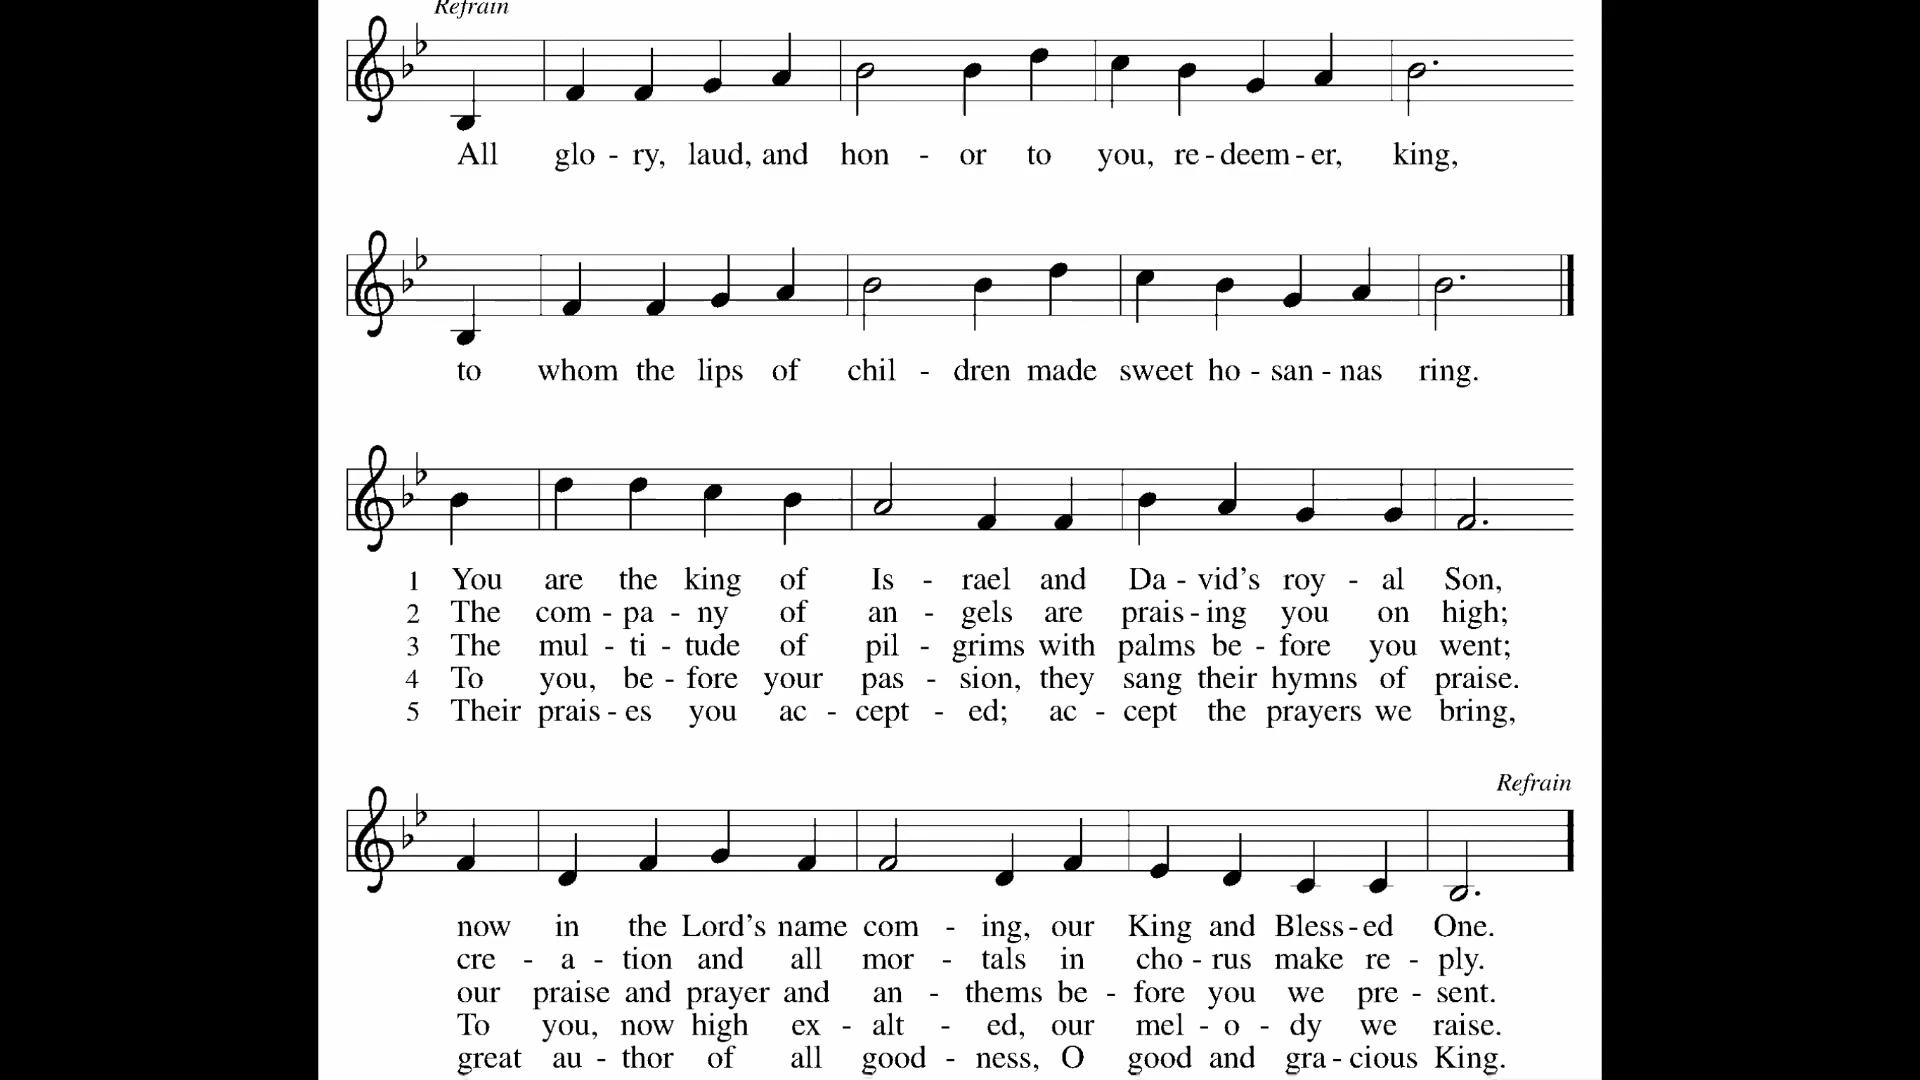 Refrain
All glo - ry, laud, and hon - or to you, re - deem - er, king,
to whom the lips of chil - dren made sweet ho - san - nas ring.
1 You are the king of Is - rael and Da - vid's roy - al Son,
2 The com - pa - ny of an - gels are prais - ing you on high;
3 The mul - ti - tude of pil - grims with palms be - fore you went;
4 To you, be - fore your pas - sion, they sang their hymns of praise.
5 Their prais - es you ac - cept - ed; ac - cept the prayers we bring,
Refrain
now in the Lord's name com - ing, our King and Bless - ed One.
cre - a - tion and all mor - tals in cho - rus make re - ply.
our praise and prayer and an - thems be - fore you we pre - sent.
To you, now high ex - alt - ed, our mel - o - dy we raise.
great au - thor of all good - ness, O good and gra - cious King.